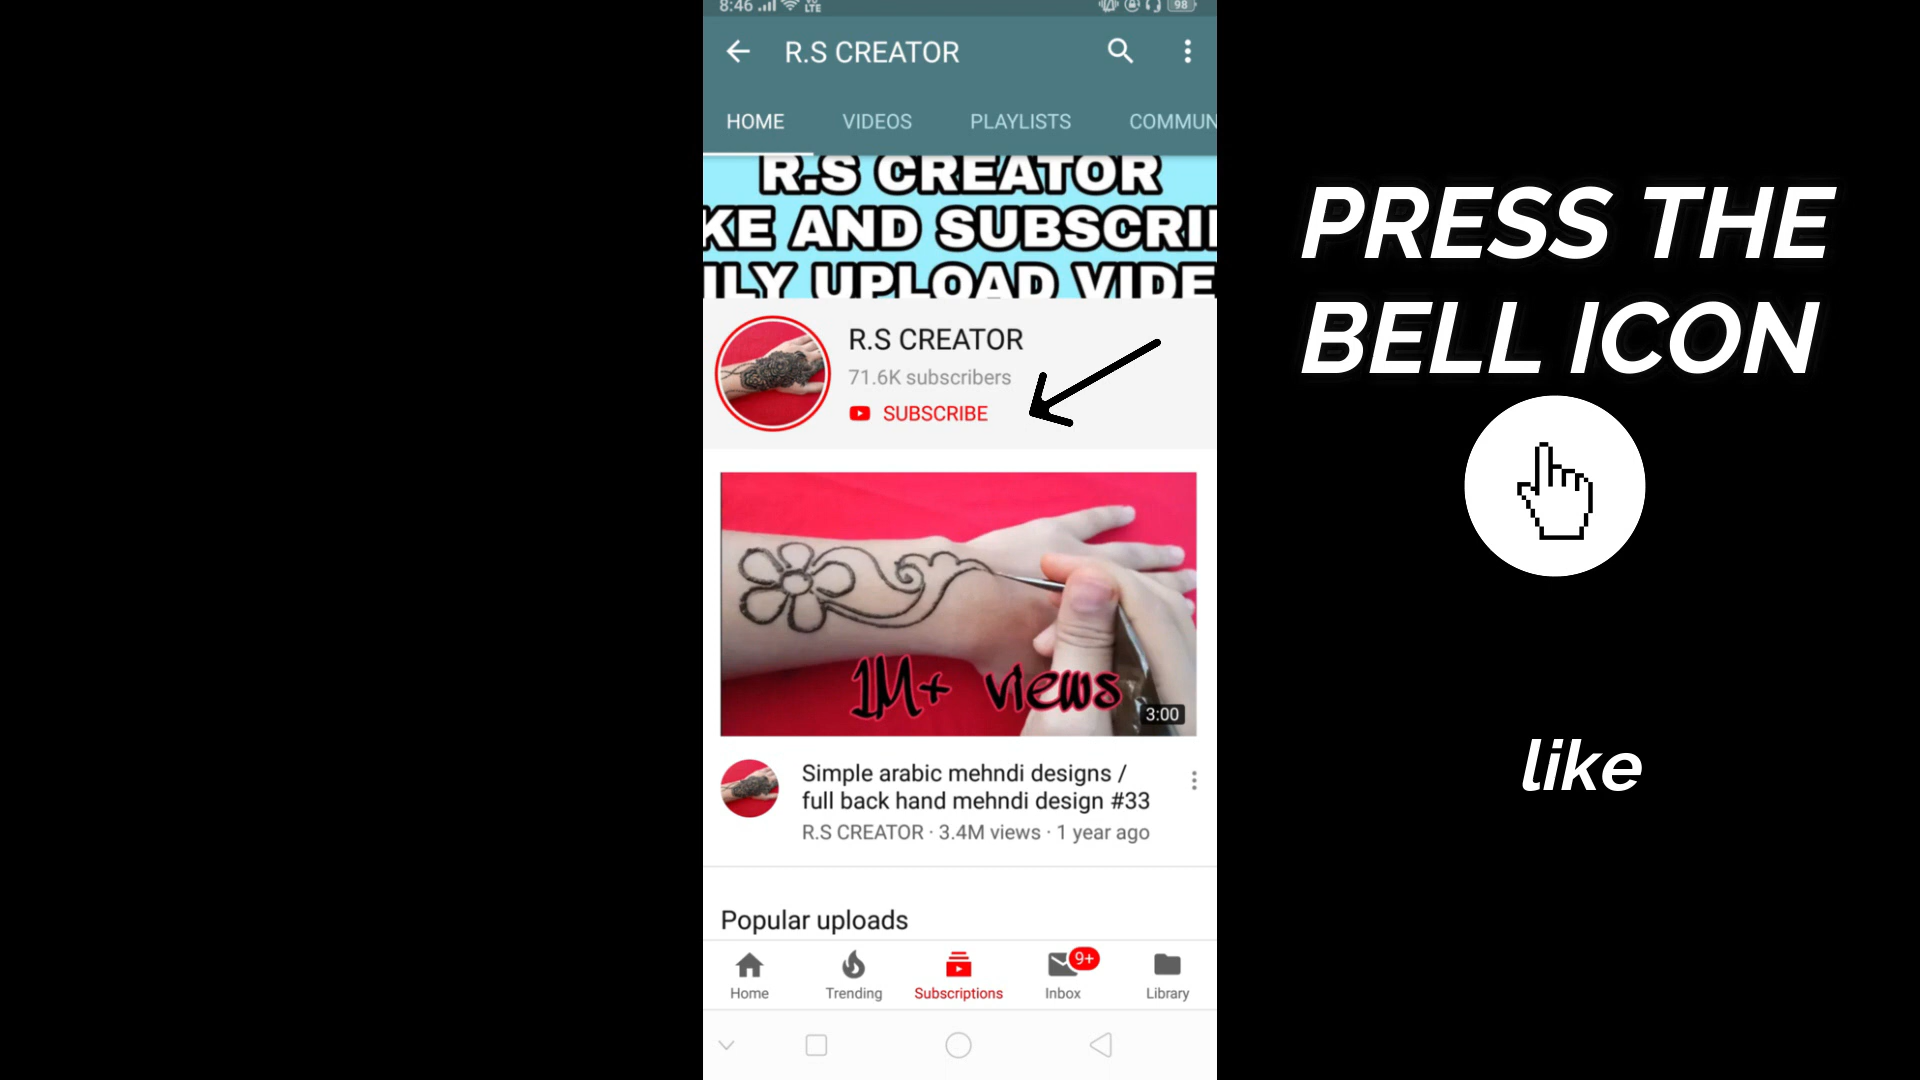 8:46
LTE
98
R.S CREATOR
HOME VIDEOS PLAYLISTS COMMUN
R.S CREATOR
KE AND SUBSCRI
ILY UPLOAD VIDE
R.S CREATOR
71.6K subscribers
SUBSCRIBE
1M+ views
3:00
Simple arabic mehndi designs /
full back hand mehndi design #33
R.S CREATOR · 3.4M views · 1 year ago
Popular uploads
9+
Home Trending Subscriptions Inbox Library
PRESS THE
BELL ICON
like